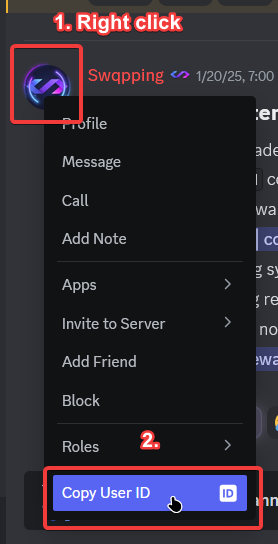 1. Right click
Swqpping 1/20/25, 7:00
Profile
Message
Call
Add Note
Apps
Invite to Server
Add Friend
Block
Roles
2.
Copy User ID ID